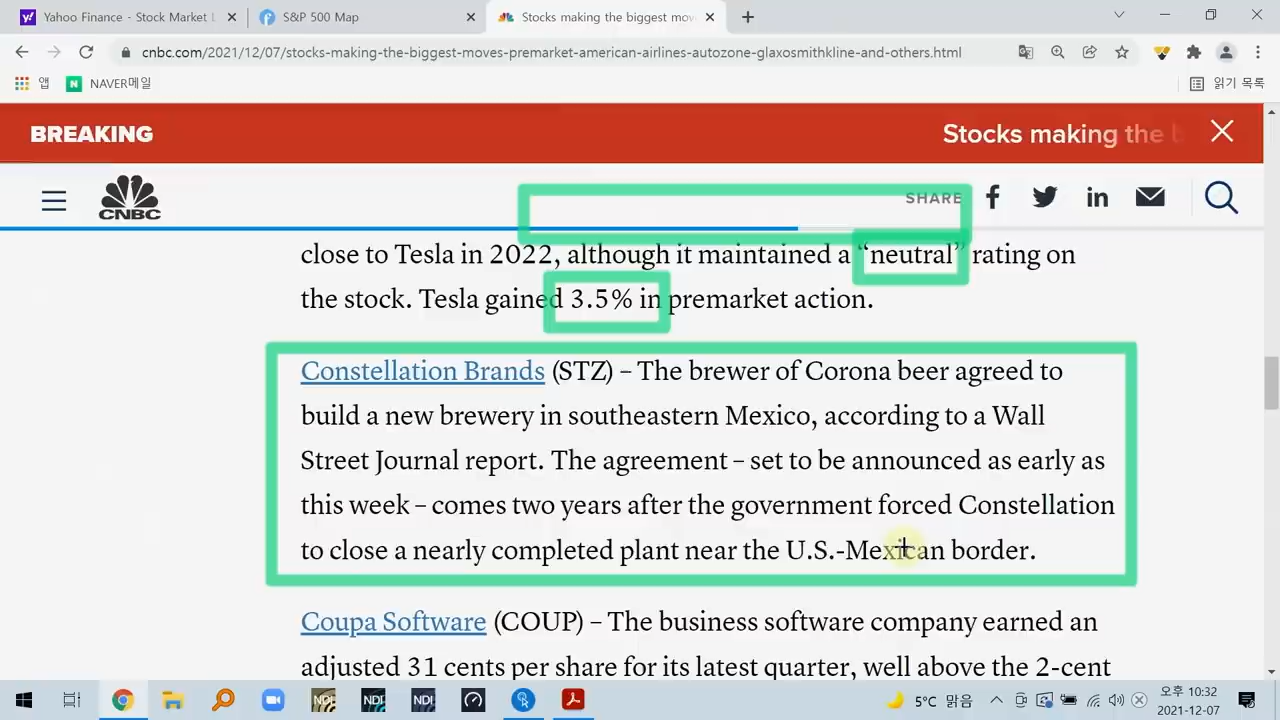 Yahoo Finance - Stock Market L
S&P 500 Map
Stocks making the biggest mov
cnbc.com/2021/12/07/stocks-making-the-biggest-moves-premarket-american-airlines-autozone-glaxosmithkline-and-others.html
앱
NAVER메일
읽기 목록
BREAKING
Stocks making the b
CNBC
SHARE
close to Tesla in 2022, although it maintained a “neutral” rating on
the stock. Tesla gained 3.5% in premarket action.
Constellation Brands (STZ) – The brewer of Corona beer agreed to
build a new brewery in southeastern Mexico, according to a Wall
Street Journal report. The agreement – set to be announced as early as
this week – comes two years after the government forced Constellation
to close a nearly completed plant near the U.S.-Mexican border.
Coupa Software (COUP) – The business software company earned an
adjusted 31 cents per share for its latest quarter, well above the 2-cent
5°C 맑음
오후 10:32
2021-12-07